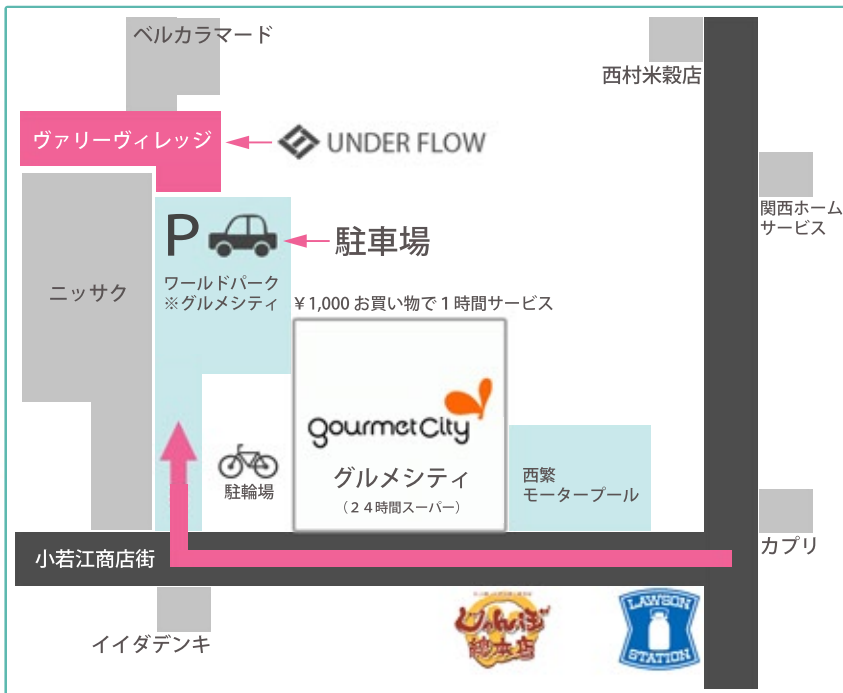 ベルカラマード
西村米穀店
ヴァリーヴィレッジ
UNDER FLOW
関西ホーム
サービス
P
駐車場
ニッサク
ワールドパーク
※グルメシティ ¥1,000 お買い物で1時間サービス
gourmetCity
グルメシティ
(24時間スーパー)
駐輪場
西繁
モータープール
小若江商店街
カプリ
イイダデンキ
じゃんぼ
総本店
LAWSON
STATION